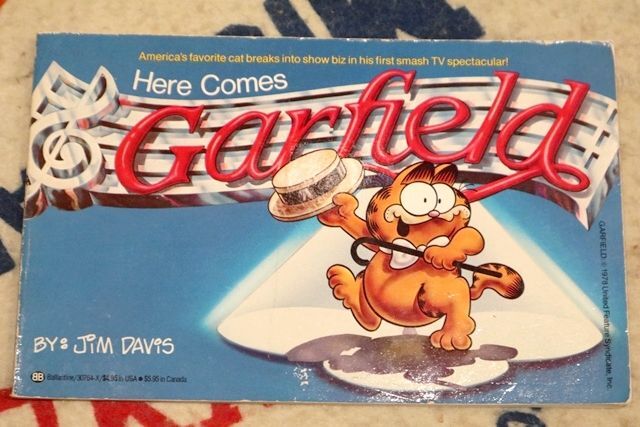 America's favorite cat breaks into show biz in his first smash TV spectacular!
Here Comes
Garfield
GARFIELD: © 1978 United Feature Syndicate, Inc.
BY: JIM DAVIS
BB Ballantine/30764-X/$4.95 in USA • $5.95 in Canada